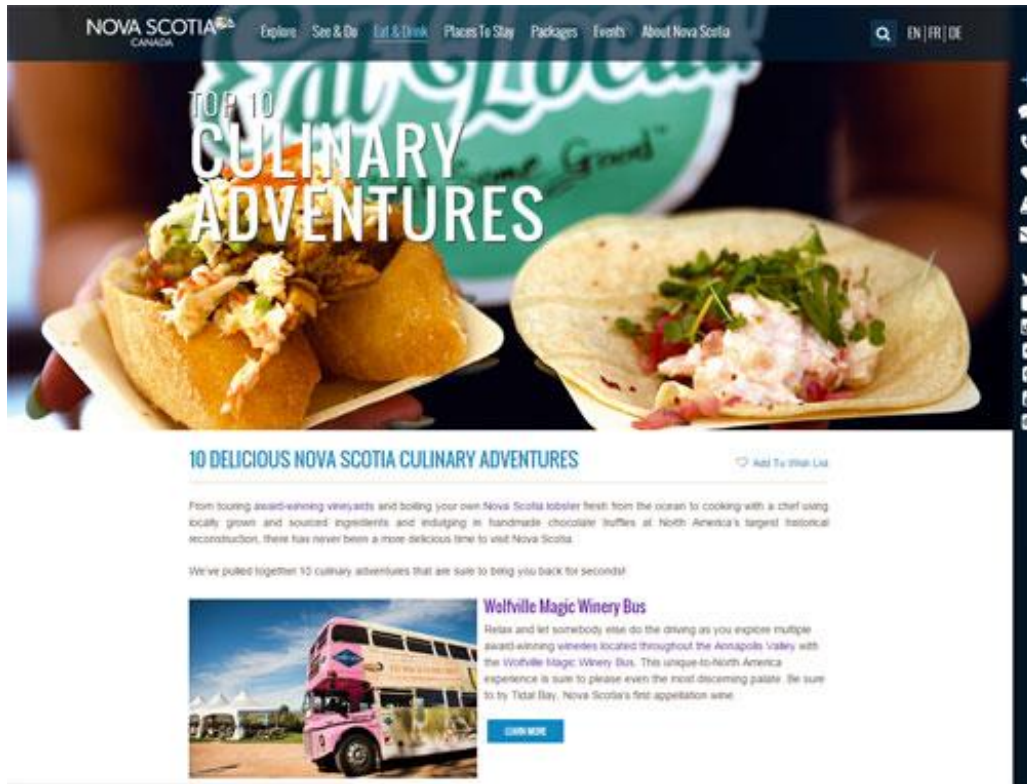 NOVA SCOTIA
CANADA
Explore See & Do Eat & Drink Places To Stay Packages Events About Nova Scotia
EN | FR | DE
Eat Local!
Some Good
TOP 10
CULINARY
ADVENTURES
10 DELICIOUS NOVA SCOTIA CULINARY ADVENTURES
Add To Wish List
From touring award-winning vineyards and boiling your own Nova Scotia lobster fresh from the ocean to cooking with a chef using
locally grown and sourced ingredients and indulging in handmade chocolate truffles at North America's largest historical
reconstruction, there has never been a more delicious time to visit Nova Scotia.
We've pulled together 10 culinary adventures that are sure to bring you back for seconds!
Wolfville Magic Winery Bus
Relax and let somebody else do the driving as you explore multiple
award-winning wineries located throughout the Annapolis Valley with
the Wolfville Magic Winery Bus. This unique-to-North America
experience is sure to please even the most discerning palate. Be sure
to try Tidal Bay, Nova Scotia's first appellation wine.
LEARN MORE